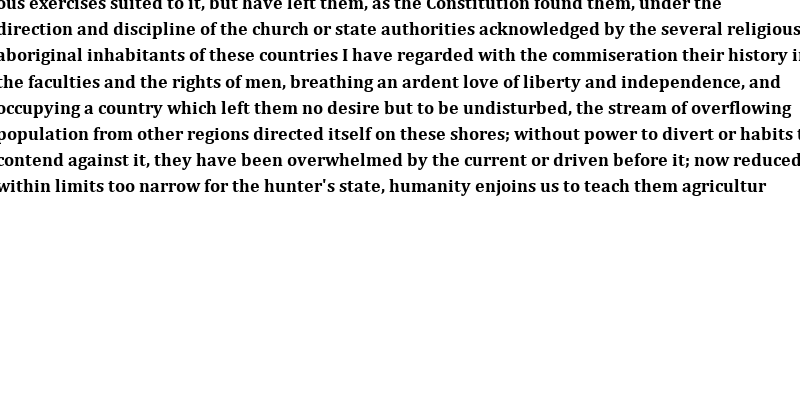 ous exercises suited to it, but have left them, as the Constitution found them, under the
direction and discipline of the church or state authorities acknowledged by the several religious
aboriginal inhabitants of these countries I have regarded with the commiseration their history i
the faculties and the rights of men, breathing an ardent love of liberty and independence, and
occupying a country which left them no desire but to be undisturbed, the stream of overflowing
population from other regions directed itself on these shores; without power to divert or habits t
contend against it, they have been overwhelmed by the current or driven before it; now reduced
within limits too narrow for the hunter's state, humanity enjoins us to teach them agricultur